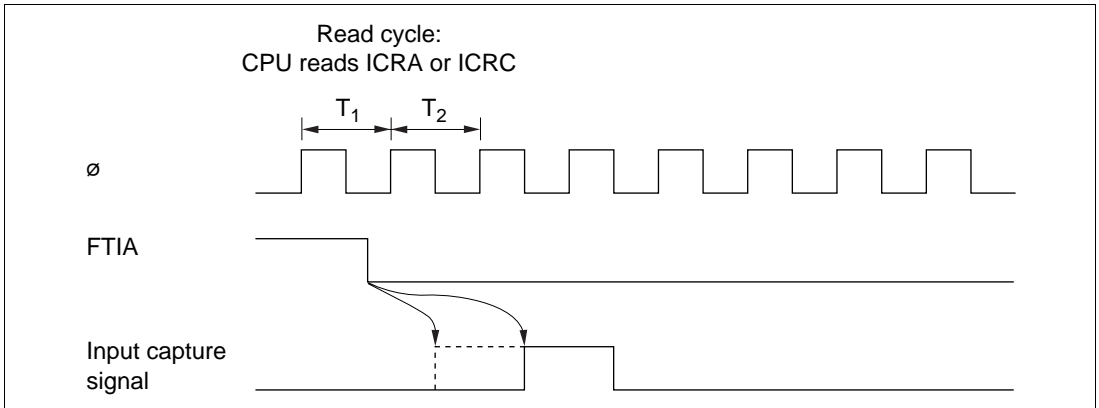 Read cycle:
CPU reads ICRA or ICRC
T₁ T₂
ø
FTIA
Input capture
signal